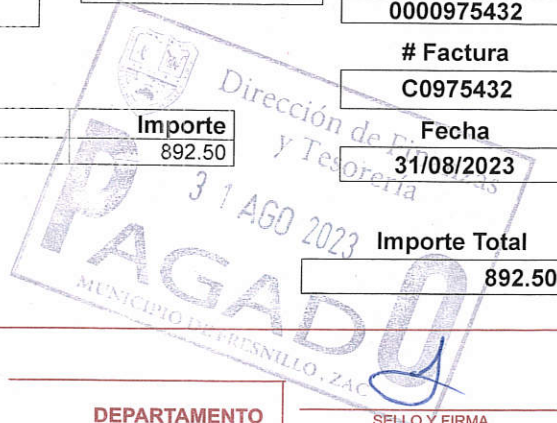 0000975432
# Factura
C0975432
Importe
892.50
Fecha
31/08/2023
Dirección de Finanzas
y Tesorería
31 AGO 2023
PAGADO
MUNICIPIO DE FRESNILLO, ZAC
Importe Total
892.50
DEPARTAMENTO
SELLO Y FIRMA